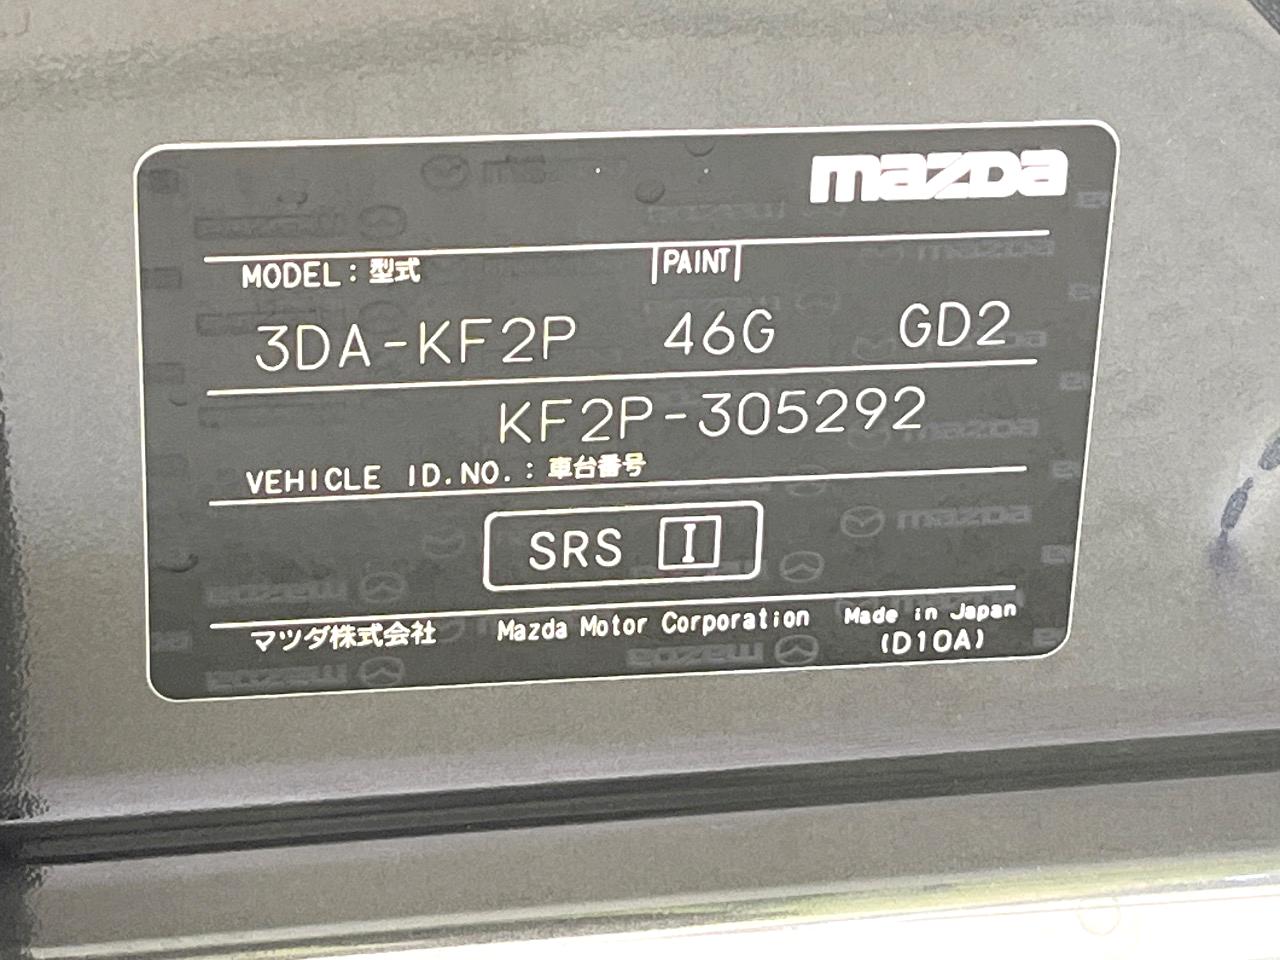 mazda
MODEL : 型式 PAINT
3DA-KF2P 46G GD2
KF2P-305292
VEHICLE ID.NO. : 車台番号
SRS I
マツダ株式会社 Mazda Motor Corporation Made in Japan
(D10A)